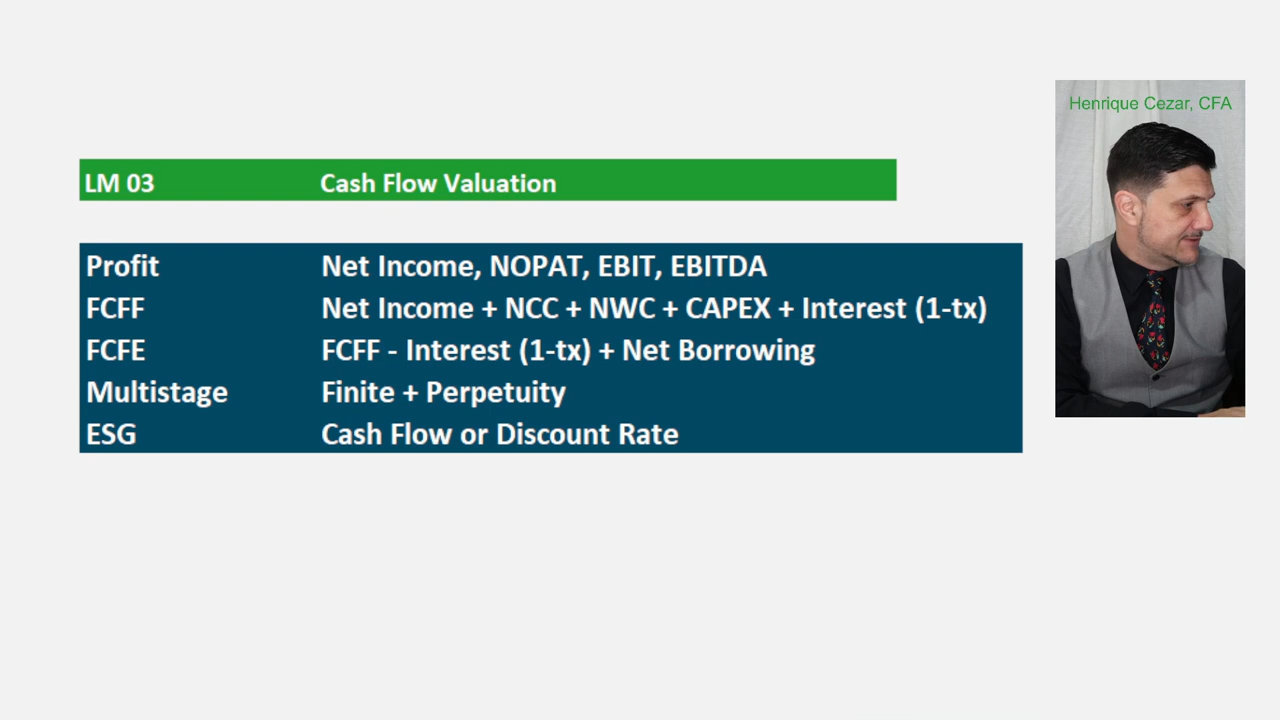 Henrique Cezar, CFA
LM 03 Cash Flow Valuation
Profit Net Income, NOPAT, EBIT, EBITDA
FCFF Net Income + NCC + NWC + CAPEX + Interest (1-tx)
FCFE FCFF - Interest (1-tx) + Net Borrowing
Multistage Finite + Perpetuity
ESG Cash Flow or Discount Rate